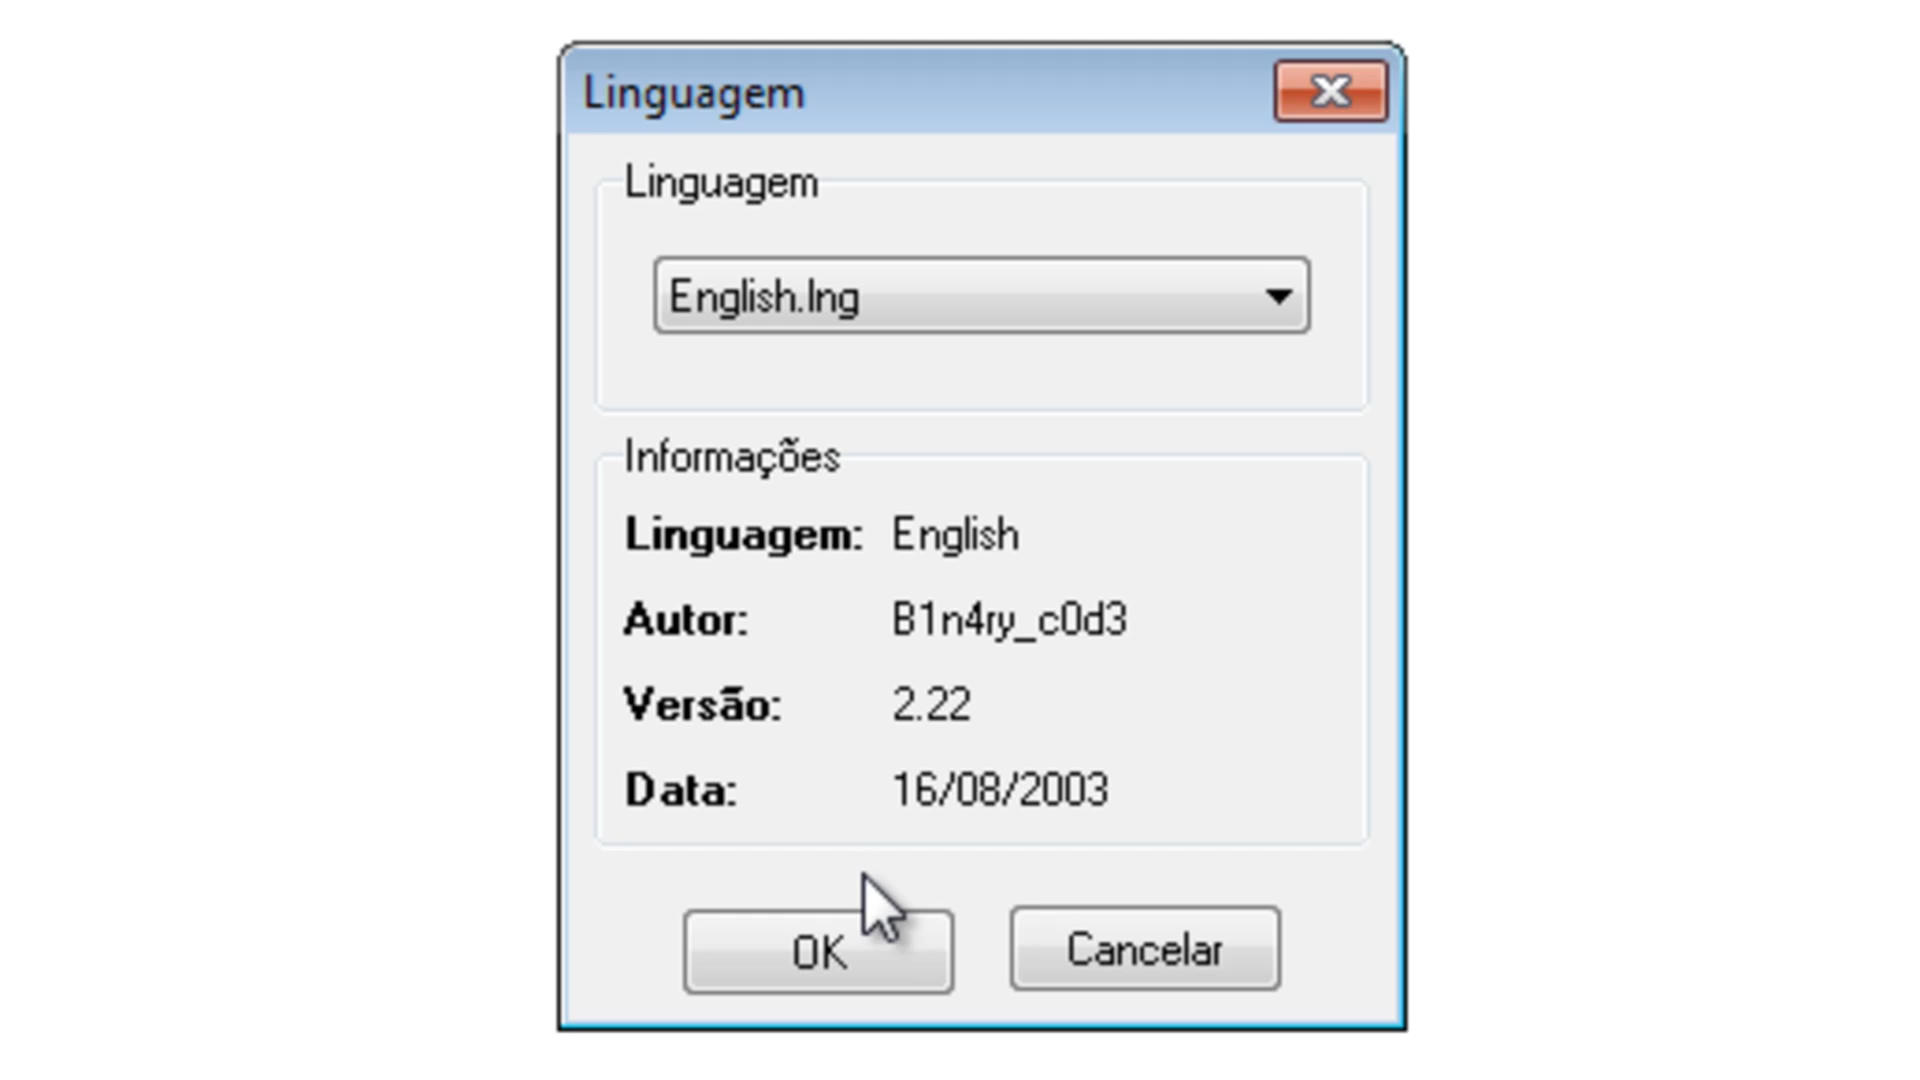 Linguagem
Linguagem
English.lng
Informações
Linguagem: English
Autor: B1n4ry_c0d3
Versão: 2.22
Data: 16/08/2003
OK Cancelar